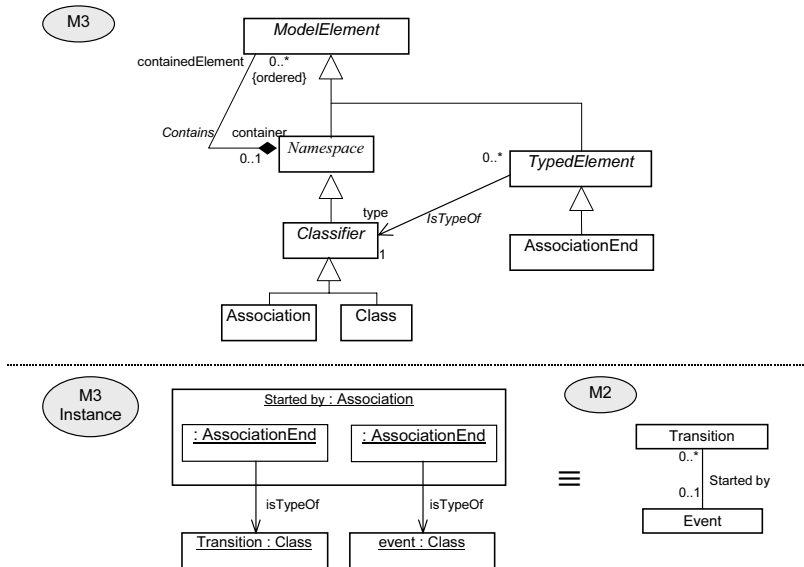 M3
ModelElement
containedElement
0..*
{ordered}
Contains
container
0..1
Namespace
0..*
TypedElement
type
IsTypeOf
Classifier
1
AssociationEnd
Association
Class
M3
Instance
Started by : Association
: AssociationEnd
: AssociationEnd
isTypeOf
isTypeOf
Transition : Class
event : Class
≡
M2
Transition
0..*
Started by
0..1
Event